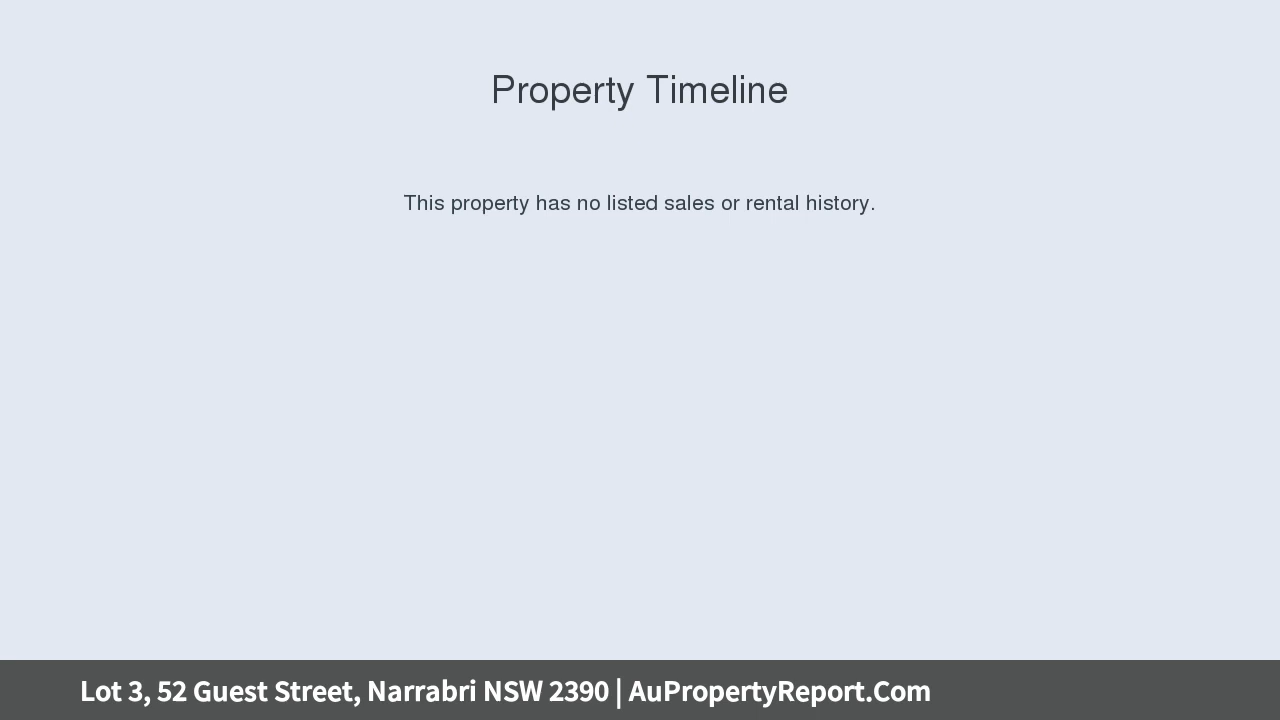 Property Timeline
This property has no listed sales or rental history.
Lot 3, 52 Guest Street, Narrabri NSW 2390 | AuPropertyReport.Com